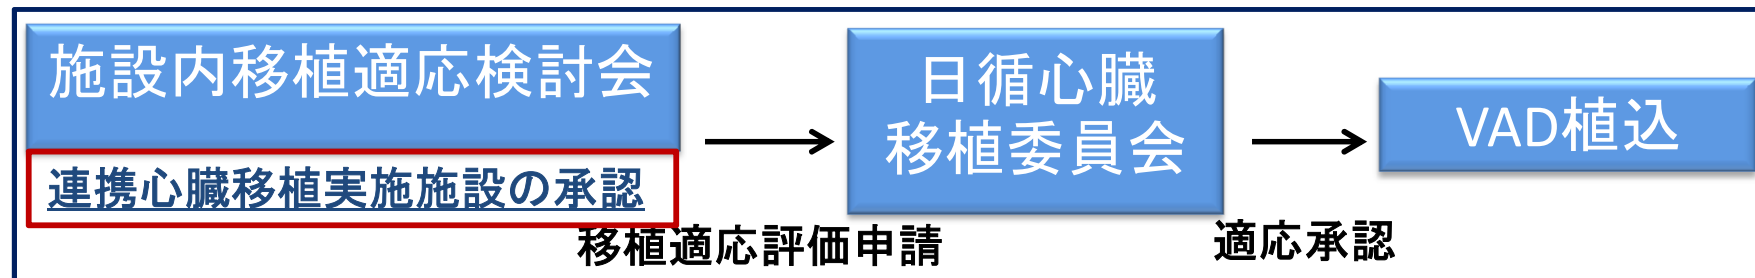 施設内移植適応検討会
連携心臓移植実施施設の承認
移植適応評価申請
日循心臓
移植委員会
適応承認
VAD植込